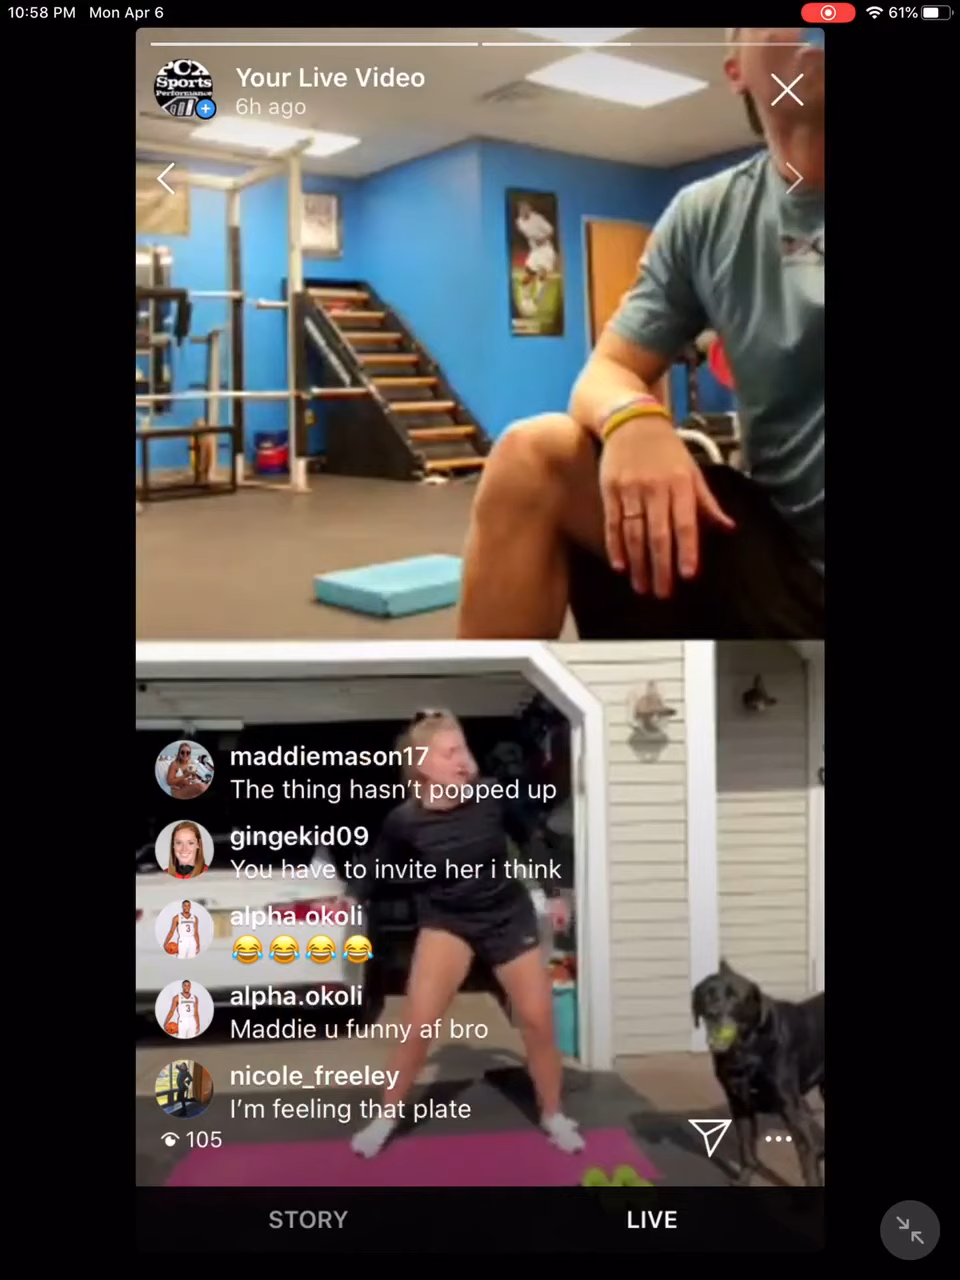 10:58 PM Mon Apr 6
61%
PCX
Sports
Performance
Your Live Video
6h ago
maddiemason17
The thing hasn’t popped up
gingekid09
You have to invite her i think
alpha.okoli
😂😂😂😂
alpha.okoli
Maddie u funny af bro
nicole_freeley
I’m feeling that plate
105
STORY
LIVE